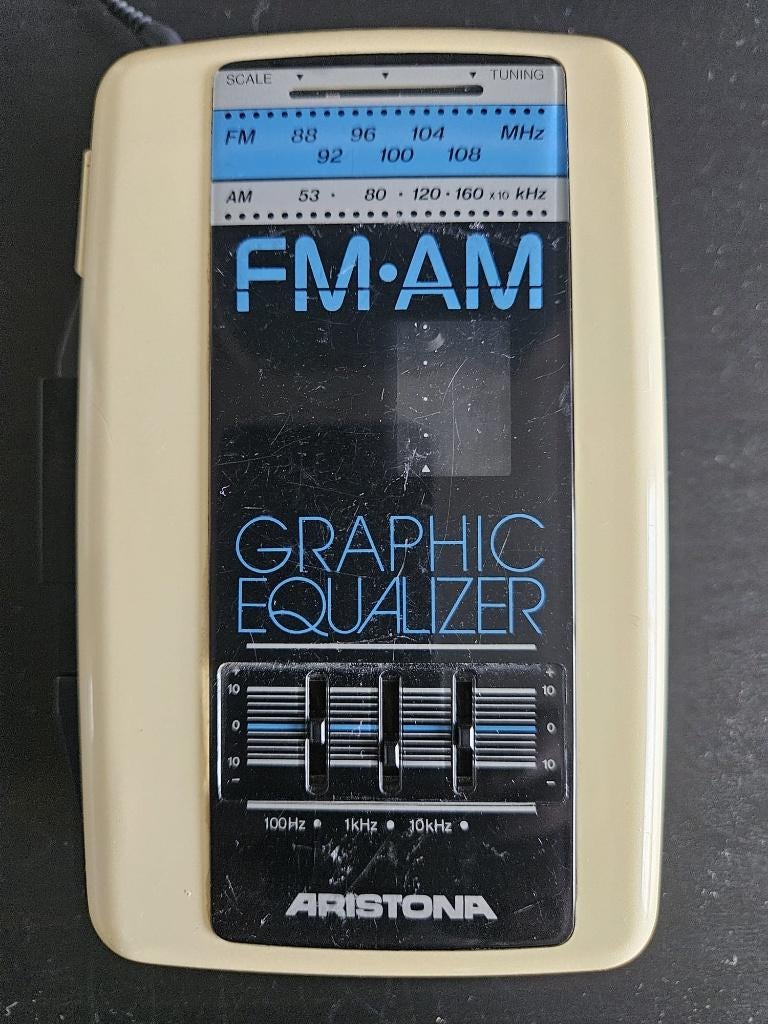 SCALE ▼ ▼ ▼ TUNING
FM 88 96 104 MHz
92 100 108
AM 53 · 80 · 120 · 160 x10 kHz
FM·AM
GRAPHIC
EQUALIZER
+ +
10 10
0 0
10 10
− −
100Hz • 1kHz • 10kHz •
ARISTONA